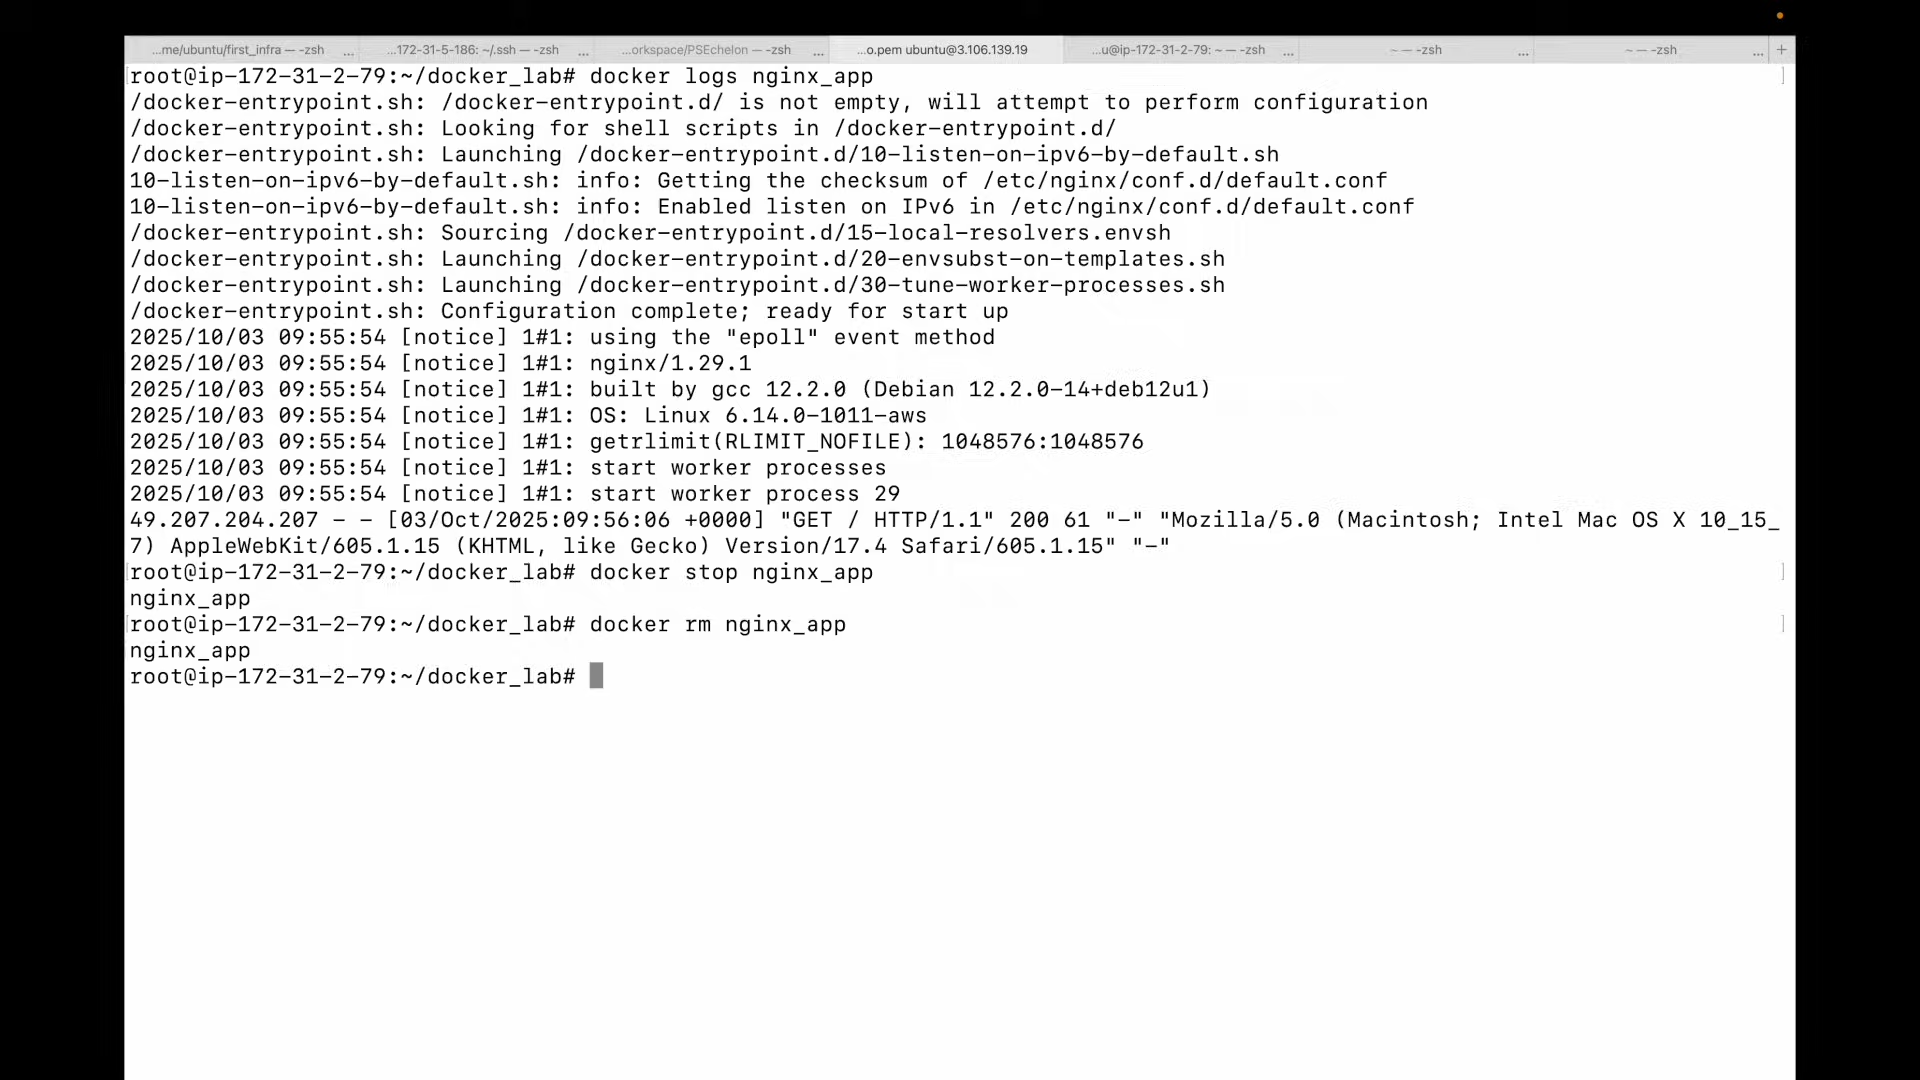 ...me/ubuntu/first_infra — -zsh ... ...172-31-5-186: ~/.ssh — -zsh ... ...orkspace/PSEchelon — -zsh ... ...o.pem ubuntu@3.106.139.19 ...u@ip-172-31-2-79: ~ — -zsh ... ~ — -zsh ... ~ — -zsh ... +
root@ip-172-31-2-79:~/docker_lab# docker logs nginx_app
/docker-entrypoint.sh: /docker-entrypoint.d/ is not empty, will attempt to perform configuration
/docker-entrypoint.sh: Looking for shell scripts in /docker-entrypoint.d/
/docker-entrypoint.sh: Launching /docker-entrypoint.d/10-listen-on-ipv6-by-default.sh
10-listen-on-ipv6-by-default.sh: info: Getting the checksum of /etc/nginx/conf.d/default.conf
10-listen-on-ipv6-by-default.sh: info: Enabled listen on IPv6 in /etc/nginx/conf.d/default.conf
/docker-entrypoint.sh: Sourcing /docker-entrypoint.d/15-local-resolvers.envsh
/docker-entrypoint.sh: Launching /docker-entrypoint.d/20-envsubst-on-templates.sh
/docker-entrypoint.sh: Launching /docker-entrypoint.d/30-tune-worker-processes.sh
/docker-entrypoint.sh: Configuration complete; ready for start up
2025/10/03 09:55:54 [notice] 1#1: using the "epoll" event method
2025/10/03 09:55:54 [notice] 1#1: nginx/1.29.1
2025/10/03 09:55:54 [notice] 1#1: built by gcc 12.2.0 (Debian 12.2.0-14+deb12u1)
2025/10/03 09:55:54 [notice] 1#1: OS: Linux 6.14.0-1011-aws
2025/10/03 09:55:54 [notice] 1#1: getrlimit(RLIMIT_NOFILE): 1048576:1048576
2025/10/03 09:55:54 [notice] 1#1: start worker processes
2025/10/03 09:55:54 [notice] 1#1: start worker process 29
49.207.204.207 - - [03/Oct/2025:09:56:06 +0000] "GET / HTTP/1.1" 200 61 "-" "Mozilla/5.0 (Macintosh; Intel Mac OS X 10_15_
7) AppleWebKit/605.1.15 (KHTML, like Gecko) Version/17.4 Safari/605.1.15" "-"
root@ip-172-31-2-79:~/docker_lab# docker stop nginx_app
nginx_app
root@ip-172-31-2-79:~/docker_lab# docker rm nginx_app
nginx_app
root@ip-172-31-2-79:~/docker_lab#